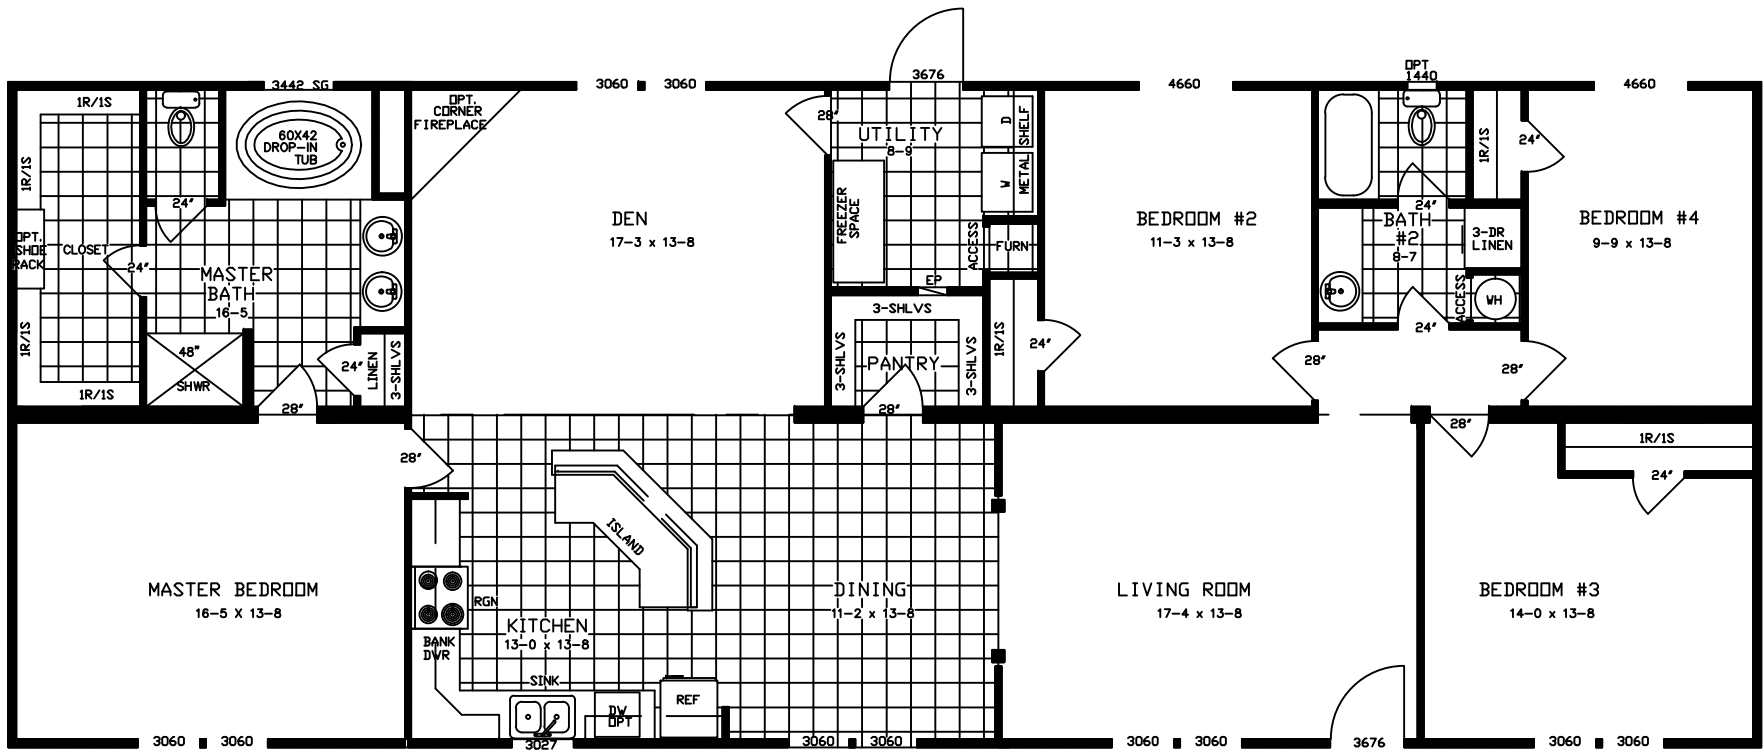 3442 SG
3060
3060
3676
4660
OPT
1440
4660
1R/1S
1R/1S
OPT.
SHOE
RACK
CLOSET
24"
1R/1S
1R/1S
24"
60X42
DROP-IN
TUB
MASTER
BATH
16-5
48"
SHWR
28"
24"
LINEN
3-SHLVS
OPT.
CORNER
FIREPLACE
DEN
17-3 x 13-8
28"
UTILITY
8-9
FREEZER
SPACE
D
W
SHELF
METAL
ACCESS
FURN
EP
3-SHLVS
3-SHLVS
3-SHLVS
PANTRY
28"
1R/1S
24"
BEDROOM #2
11-3 x 13-8
28"
24"
BATH
#2
8-7
1R/1S
3-DR
LINEN
ACCESS
WH
24"
24"
28"
BEDROOM #4
9-9 x 13-8
MASTER BEDROOM
16-5 X 13-8
28"
ISLAND
RGN
BANK
DWR
KITCHEN
13-0 x 13-8
SINK
DW
OPT
REF
DINING
11-2 x 13-8
LIVING ROOM
17-4 x 13-8
28"
1R/1S
24"
BEDROOM #3
14-0 x 13-8
3060
3060
3027
3060
3060
3060
3060
3676
3060
3060